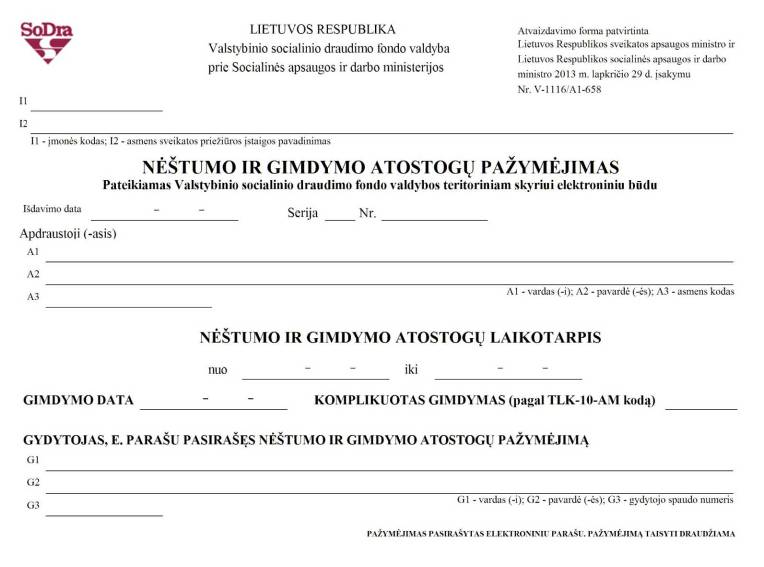 SoDra
LIETUVOS RESPUBLIKA
Valstybinio socialinio draudimo fondo valdyba
prie Socialinės apsaugos ir darbo ministerijos
Atvaizdavimo forma patvirtinta
Lietuvos Respublikos sveikatos apsaugos ministro ir
Lietuvos Respublikos socialinės apsaugos ir darbo
ministro 2013 m. lapkričio 29 d. įsakymu
Nr. V-1116/A1-658
I1
I2
I1 - įmonės kodas; I2 - asmens sveikatos priežiūros įstaigos pavadinimas
NĖŠTUMO IR GIMDYMO ATOSTOGŲ PAŽYMĖJIMAS
Pateikiamas Valstybinio socialinio draudimo fondo valdybos teritoriniam skyriui elektroniniu būdu
Išdavimo data – – Serija Nr.
Apdraustoji (-asis)
A1
A2
A3
A1 - vardas (-i); A2 - pavardė (-ės); A3 - asmens kodas
NĖŠTUMO IR GIMDYMO ATOSTOGŲ LAIKOTARPIS
nuo – – iki – –
GIMDYMO DATA – – KOMPLIKUOTAS GIMDYMAS (pagal TLK-10-AM kodą)
GYDYTOJAS, E. PARAŠU PASIRAŠĘS NĖŠTUMO IR GIMDYMO ATOSTOGŲ PAŽYMĖJIMĄ
G1
G2
G3
G1 - vardas (-i); G2 - pavardė (-ės); G3 - gydytojo spaudo numeris
PAŽYMĖJIMAS PASIRAŠYTAS ELEKTRONINIU PARAŠU. PAŽYMĖJIMĄ TAISYTI DRAUDŽIAMA